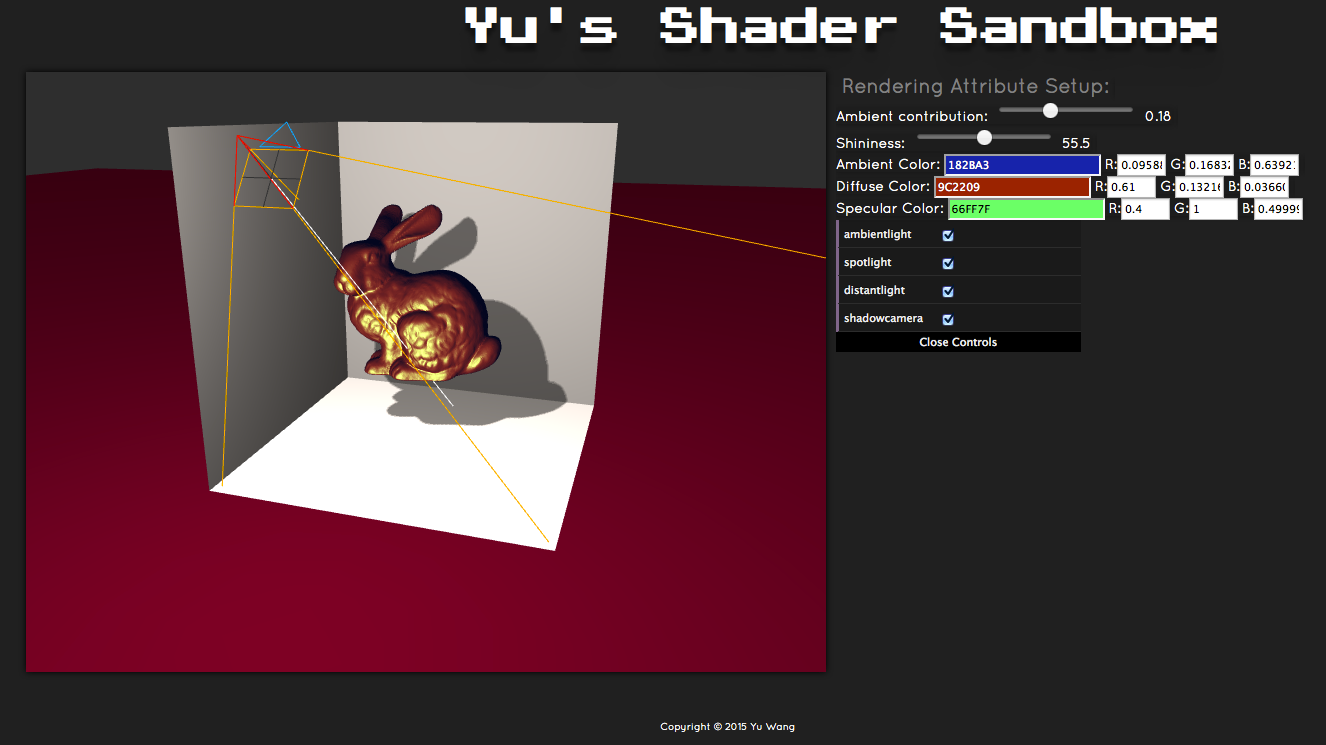 Yu's Shader Sandbox
Rendering Attribute Setup:
Ambient contribution: 0.18
Shininess: 55.5
Ambient Color: 182BA3 R: 0.0958 G: 0.1683 B: 0.6392
Diffuse Color: 9C2209 R: 0.61 G: 0.1321 B: 0.0366
Specular Color: 66FF7F R: 0.4 G: 1 B: 0.4999
ambientlight
spotlight
distantlight
shadowcamera
Close Controls
Copyright © 2015 Yu Wang